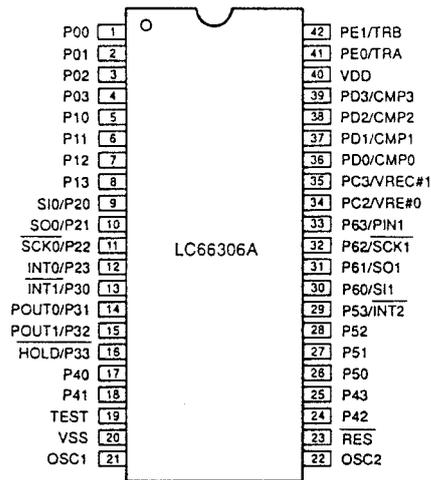 P00 1 42 PE1/TRB
P01 2 41 PE0/TRA
P02 3 40 VDD
P03 4 39 PD3/CMP3
P10 5 38 PD2/CMP2
P11 6 37 PD1/CMP1
P12 7 36 PD0/CMP0
P13 8 35 PC3/VREC#1
SI0/P20 9 34 PC2/VRE#0
SO0/P21 10 33 P63/PIN1
SCK0/P22 11 32 P62/SCK1
LC66306A
INT0/P23 12 31 P61/SO1
INT1/P30 13 30 P60/SI1
POUT0/P31 14 29 P53/INT2
POUT1/P32 15 28 P52
HOLD/P33 16 27 P51
P40 17 26 P50
P41 18 25 P43
TEST 19 24 P42
VSS 20 23 RES
OSC1 21 22 OSC2